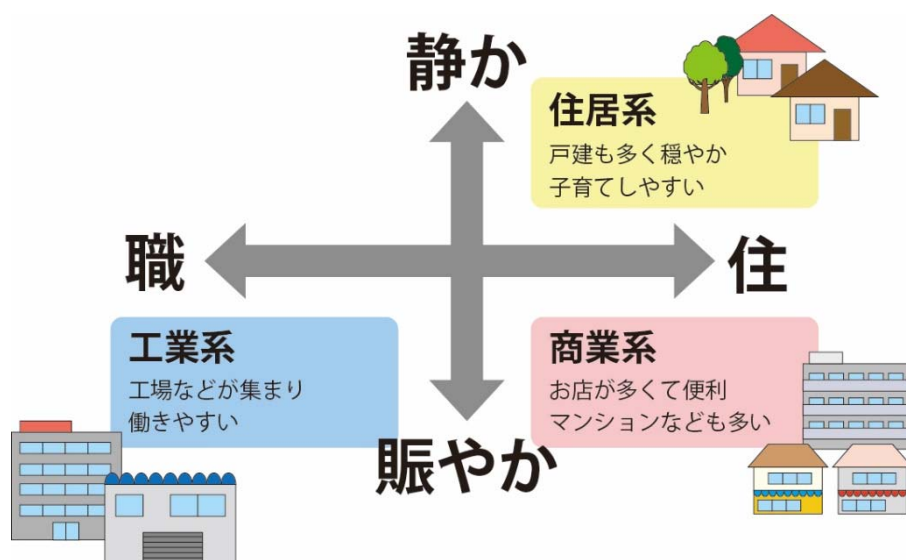 静か
住居系
戸建も多く穏やか
子育てしやすい
職
住
工業系
工場などが集まり
働きやすい
商業系
お店が多くて便利
マンションなども多い
賑やか